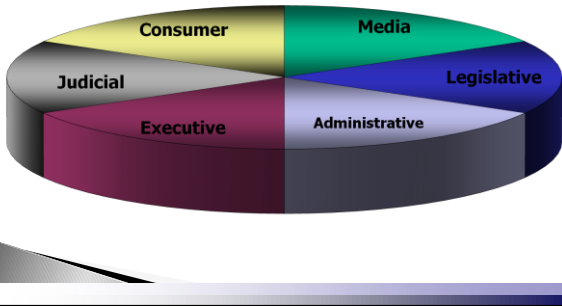 Consumer
Media
Judicial
Legislative
Executive
Administrative